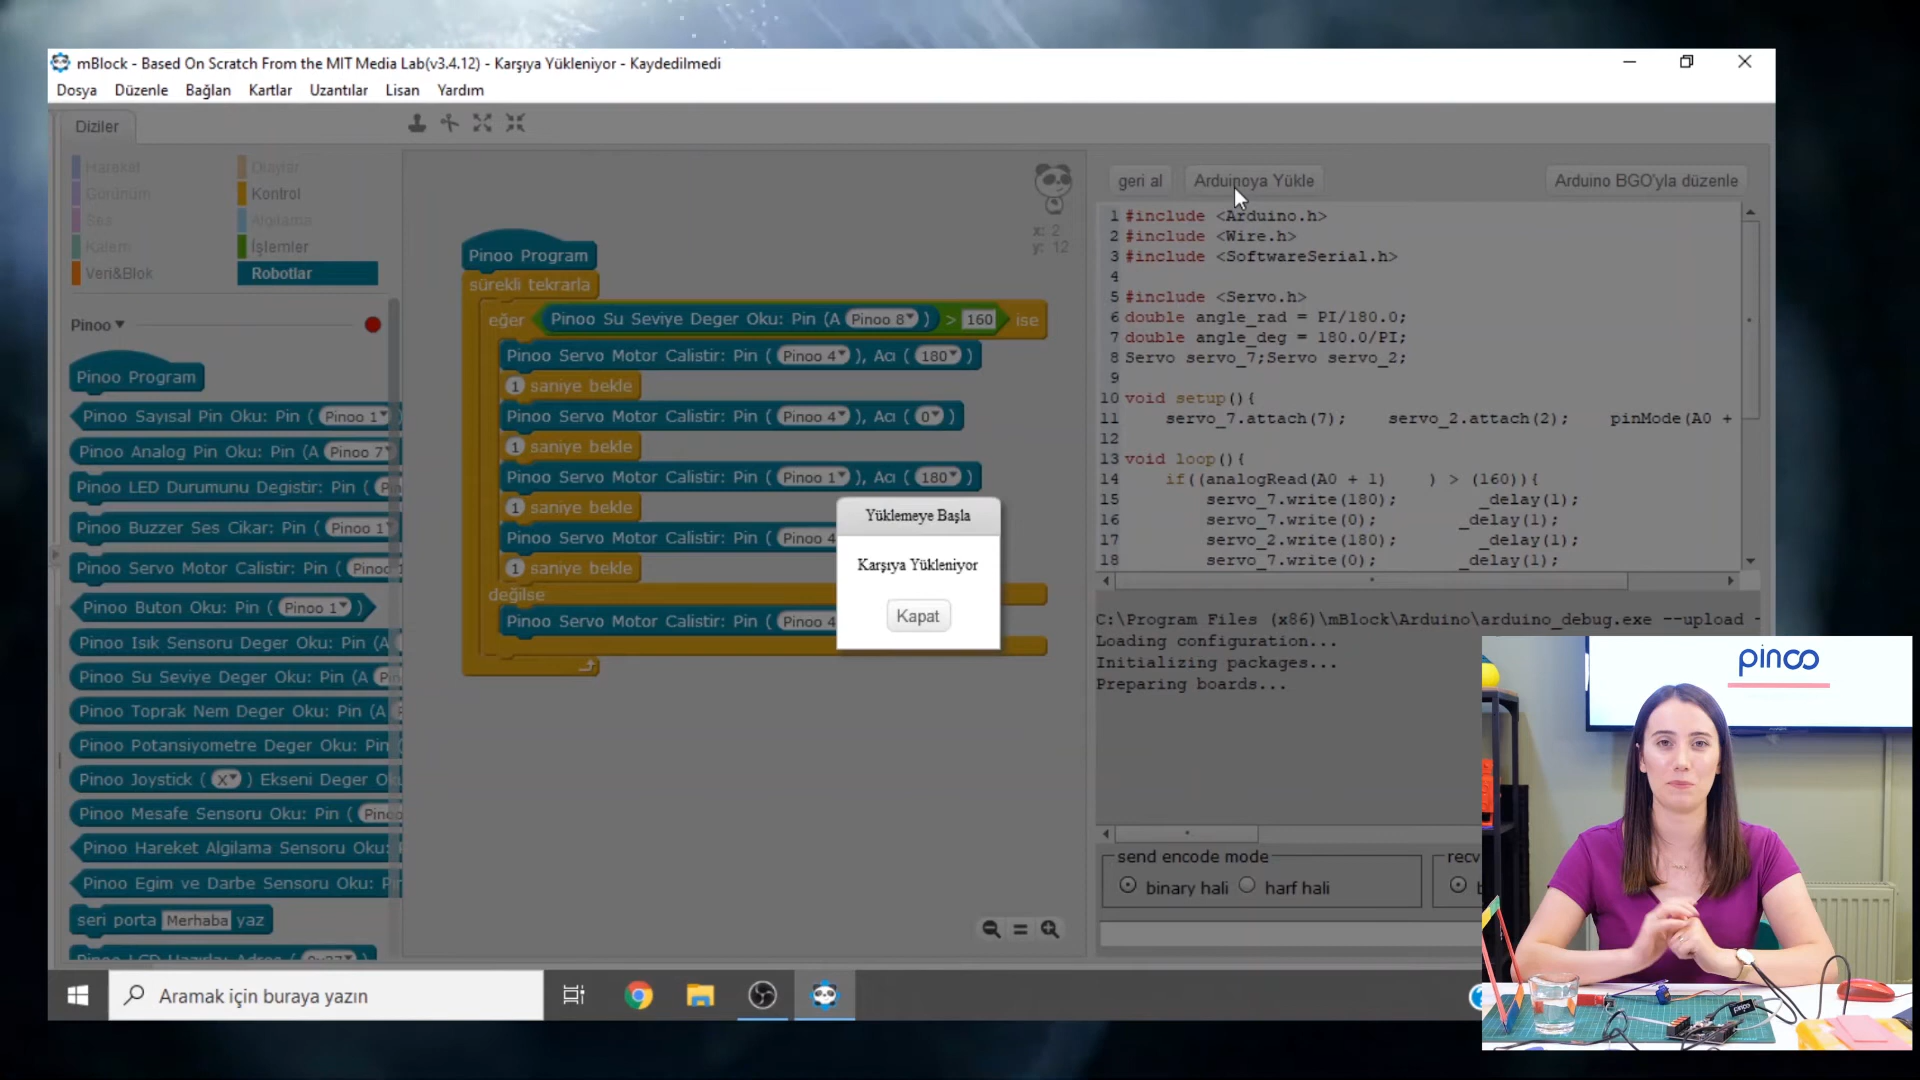 mBlock - Based On Scratch From the MIT Media Lab(v3.4.12) - Karşıya Yükleniyor - Kaydedilmedi
Dosya Düzenle Bağlan Kartlar Uzantılar Lisan Yardım
Diziler
Hareket Olaylar
Görünüm Kontrol
Ses Algılama
Kalem İşlemler
Veri&Blok Robotlar
Pinoo
Pinoo Program
Pinoo Sayısal Pin Oku: Pin ( Pinoo 1
Pinoo Analog Pin Oku: Pin (A Pinoo 7
Pinoo LED Durumunu Degistir: Pin (
Pinoo Buzzer Ses Cikar: Pin ( Pinoo 1
Pinoo Servo Motor Calistir: Pin (
Pinoo Buton Oku: Pin ( Pinoo 1 )
Pinoo Isık Sensoru Deger Oku: Pin (A
Pinoo Su Seviye Deger Oku: Pin (A
Pinoo Toprak Nem Deger Oku: Pin (A
Pinoo Potansiyometre Deger Oku: Pin
Pinoo Joystick ( X ) Ekseni Deger
Pinoo Mesafe Sensoru Oku: Pin (
Pinoo Hareket Algilama Sensoru Oku:
Pinoo Egim ve Darbe Sensoru Oku:
seri porta Merhaba yaz
Pinoo LCD Hazırla: Adres ( 0x27 )
Pinoo Program
sürekli tekrarla
eğer Pinoo Su Seviye Deger Oku: Pin (A Pinoo 8 ) > 160 ise
Pinoo Servo Motor Calistir: Pin ( Pinoo 4 ), Acı ( 180 )
1 saniye bekle
Pinoo Servo Motor Calistir: Pin ( Pinoo 4 ), Acı ( 0 )
1 saniye bekle
Pinoo Servo Motor Calistir: Pin ( Pinoo 1 ), Acı ( 180 )
1 saniye bekle
Pinoo Servo Motor Calistir: Pin ( Pinoo 4
1 saniye bekle
değilse
Pinoo Servo Motor Calistir: Pin ( Pinoo 4
x: 2
y: 12
Yüklemeye Başla
Karşıya Yükleniyor
Kapat
geri al Arduinoya Yükle Arduino BGO'yla düzenle
1 #include <Arduino.h>
2 #include <Wire.h>
3 #include <SoftwareSerial.h>
4
5 #include <Servo.h>
6 double angle_rad = PI/180.0;
7 double angle_deg = 180.0/PI;
8 Servo servo_7;Servo servo_2;
9
10 void setup(){
11 servo_7.attach(7); servo_2.attach(2); pinMode(A0 +
12
13 void loop(){
14 if((analogRead(A0 + 1) ) > (160)){
15 servo_7.write(180); _delay(1);
16 servo_7.write(0); _delay(1);
17 servo_2.write(180); _delay(1);
18 servo_7.write(0); _delay(1);
C:\Program Files (x86)\mBlock\Arduino\arduino_debug.exe --upload -
Loading configuration...
Initializing packages...
Preparing boards...
send encode mode
binary hali harf hali
recv
pinoo
pinoo
Aramak için buraya yazın